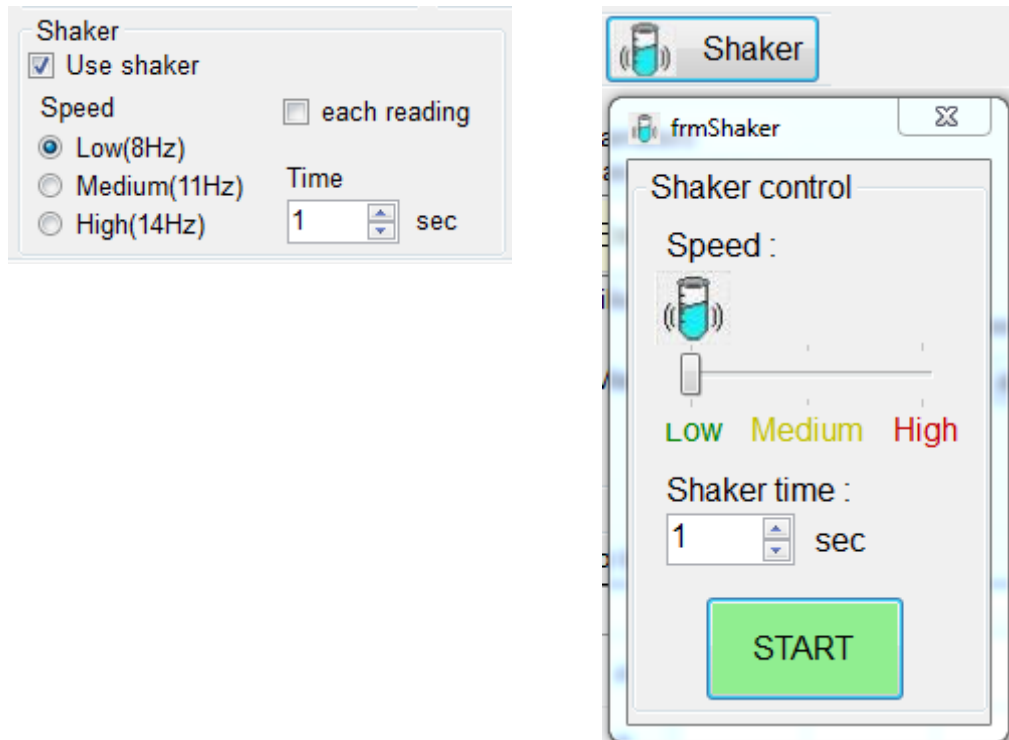 Shaker
Use shaker
Speed
each reading
Low(8Hz)
Medium(11Hz)
Time
High(14Hz)
1
sec
Shaker
frmShaker
Shaker control
Speed :
Low Medium High
Shaker time :
1 sec
START